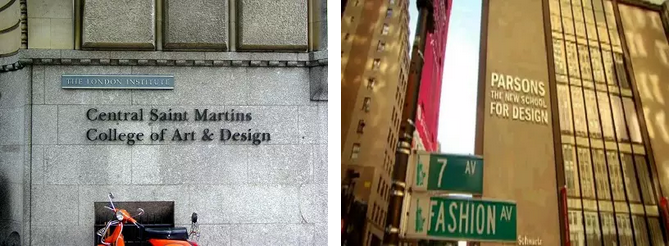 THE LONDON INSTITUTE
Central Saint Martins
College of Art & Design
PARSONS
THE NEW SCHOOL
FOR DESIGN
7 AV
FASHION AV
Schwartz